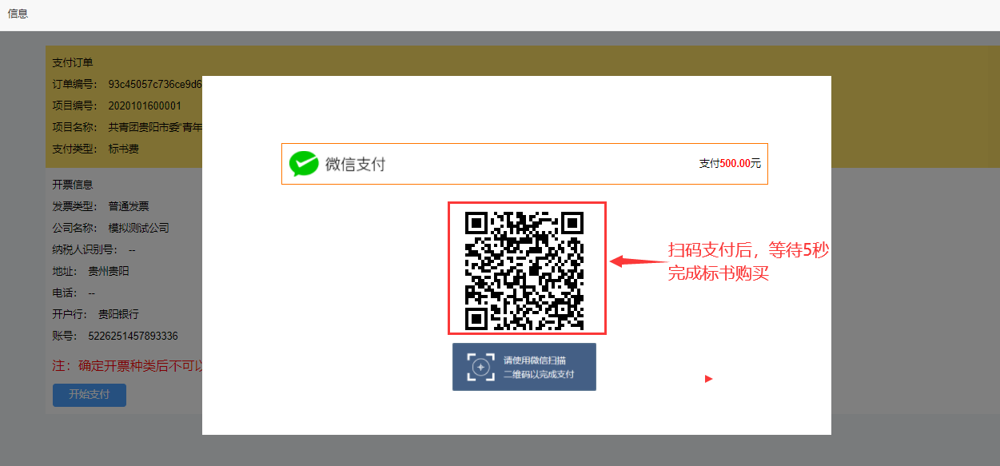 信息
支付订单
订单编号： 93c45057c736ce9d6
项目编号： 2020101600001
项目名称： 共青团贵阳市委“青年
支付类型： 标书费
开票信息
发票类型： 普通发票
公司名称： 模拟测试公司
纳税人识别号： --
地址： 贵州贵阳
电话： --
开户行： 贵阳银行
账号： 5226251457893336
注：确定开票种类后不可以
开始支付
微信支付
支付500.00元
扫码支付后，等待5秒
完成标书购买
请使用微信扫描
二维码以完成支付